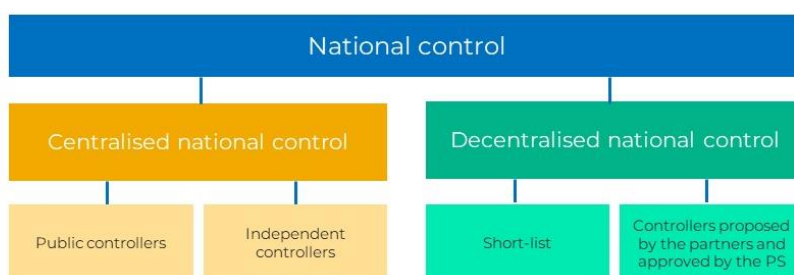 National control
Centralised national control
Decentralised national control
Public controllers
Independent
controllers
Short-list
Controllers proposed
by the partners and
approved by the PS